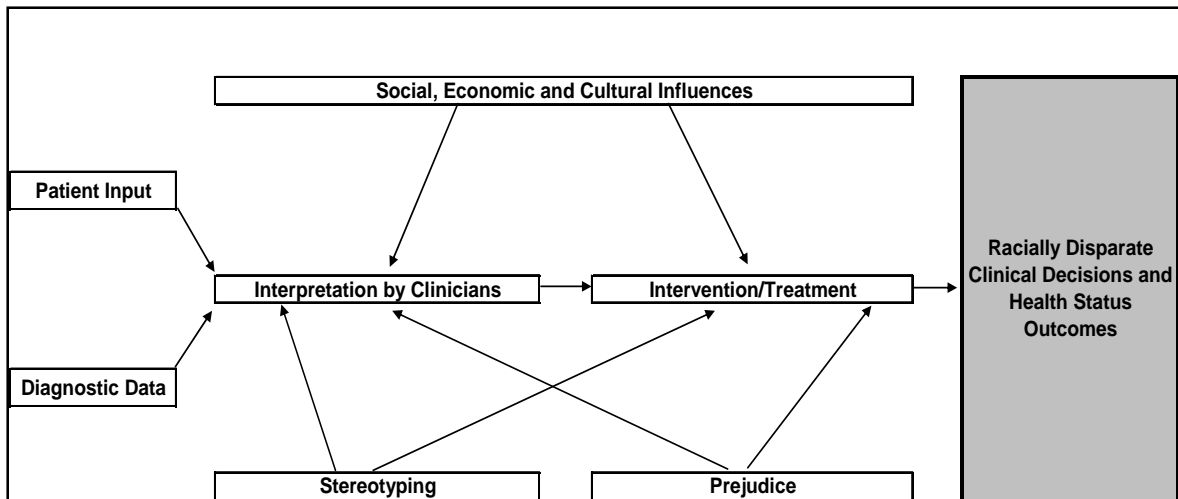 Social, Economic and Cultural Influences
Patient Input
Interpretation by Clinicians
Intervention/Treatment
Racially Disparate
Clinical Decisions and
Health Status
Outcomes
Diagnostic Data
Stereotyping
Prejudice